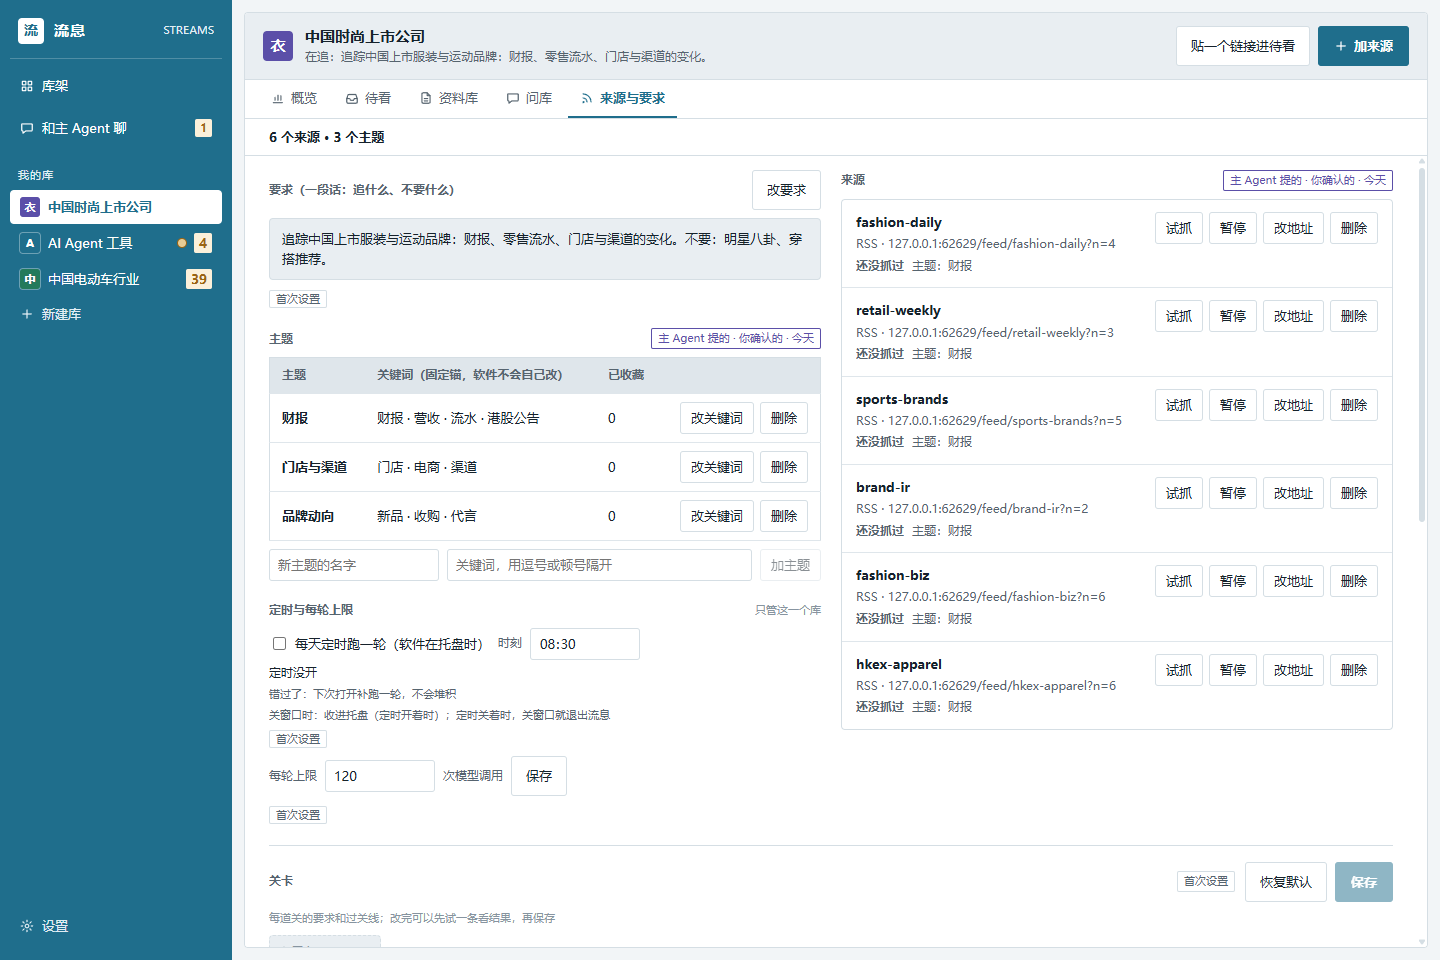 流 流息 STREAMS
库架
和主 Agent 聊 1
我的库
衣 中国时尚上市公司
A AI Agent 工具 4
中 中国电动车行业 39
新建库
设置
衣 中国时尚上市公司
在追：追踪中国上市服装与运动品牌：财报、零售流水、门店与渠道的变化。
贴一个链接进待看
加来源
概览 待看 资料库 问库 来源与要求
6 个来源 • 3 个主题
要求（一段话：追什么、不要什么） 改要求
追踪中国上市服装与运动品牌：财报、零售流水、门店与渠道的变化。不要：明星八卦、穿
搭推荐。
首次设置
主题 主 Agent 提的 · 你确认的 · 今天
主题 关键词（固定锚，软件不会自己改） 已收藏
财报 财报 · 营收 · 流水 · 港股公告 0 改关键词 删除
门店与渠道 门店 · 电商 · 渠道 0 改关键词 删除
品牌动向 新品 · 收购 · 代言 0 改关键词 删除
新主题的名字 关键词，用逗号或顿号隔开 加主题
定时与每轮上限 只管这一个库
每天定时跑一轮（软件在托盘时） 时刻 08:30
定时没开
错过了：下次打开补跑一轮，不会堆积
关窗口时：收进托盘（定时开着时）；定时关着时，关窗口就退出流息
首次设置
每轮上限 120 次模型调用 保存
首次设置
来源 主 Agent 提的 · 你确认的 · 今天
fashion-daily 试抓 暂停 改地址 删除
RSS · 127.0.0.1:62629/feed/fashion-daily?n=4
还没抓过 主题：财报
retail-weekly 试抓 暂停 改地址 删除
RSS · 127.0.0.1:62629/feed/retail-weekly?n=3
还没抓过 主题：财报
sports-brands 试抓 暂停 改地址 删除
RSS · 127.0.0.1:62629/feed/sports-brands?n=5
还没抓过 主题：财报
brand-ir 试抓 暂停 改地址 删除
RSS · 127.0.0.1:62629/feed/brand-ir?n=2
还没抓过 主题：财报
fashion-biz 试抓 暂停 改地址 删除
RSS · 127.0.0.1:62629/feed/fashion-biz?n=6
还没抓过 主题：财报
hkex-apparel 试抓 暂停 改地址 删除
RSS · 127.0.0.1:62629/feed/hkex-apparel?n=6
还没抓过 主题：财报
关卡 首次设置 恢复默认 保存
每道关的要求和过关线；改完可以先试一条看结果，再保存